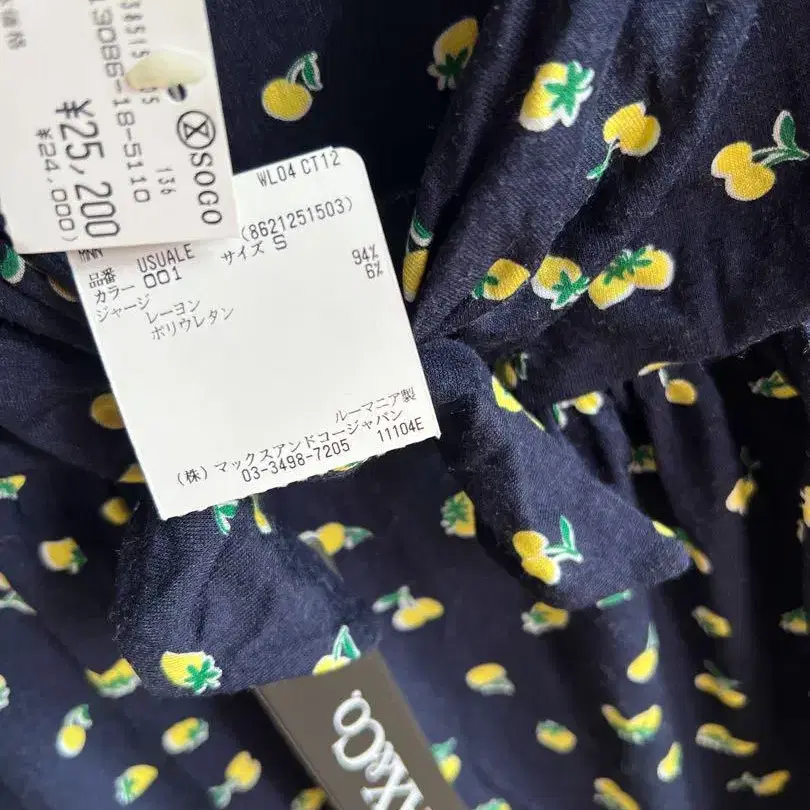 SOGO
136
13086-18-5110
¥25,200
¥24,000)
WL04 CT12
(8621251503)
品番 USUALE サイズ S
カラー 001
ジャージ
レーヨン 94%
ポリウレタン 6%
ルーマニア製
(株)マックスアンドコージャパン
03-3498-7205 11104E
X&Co.